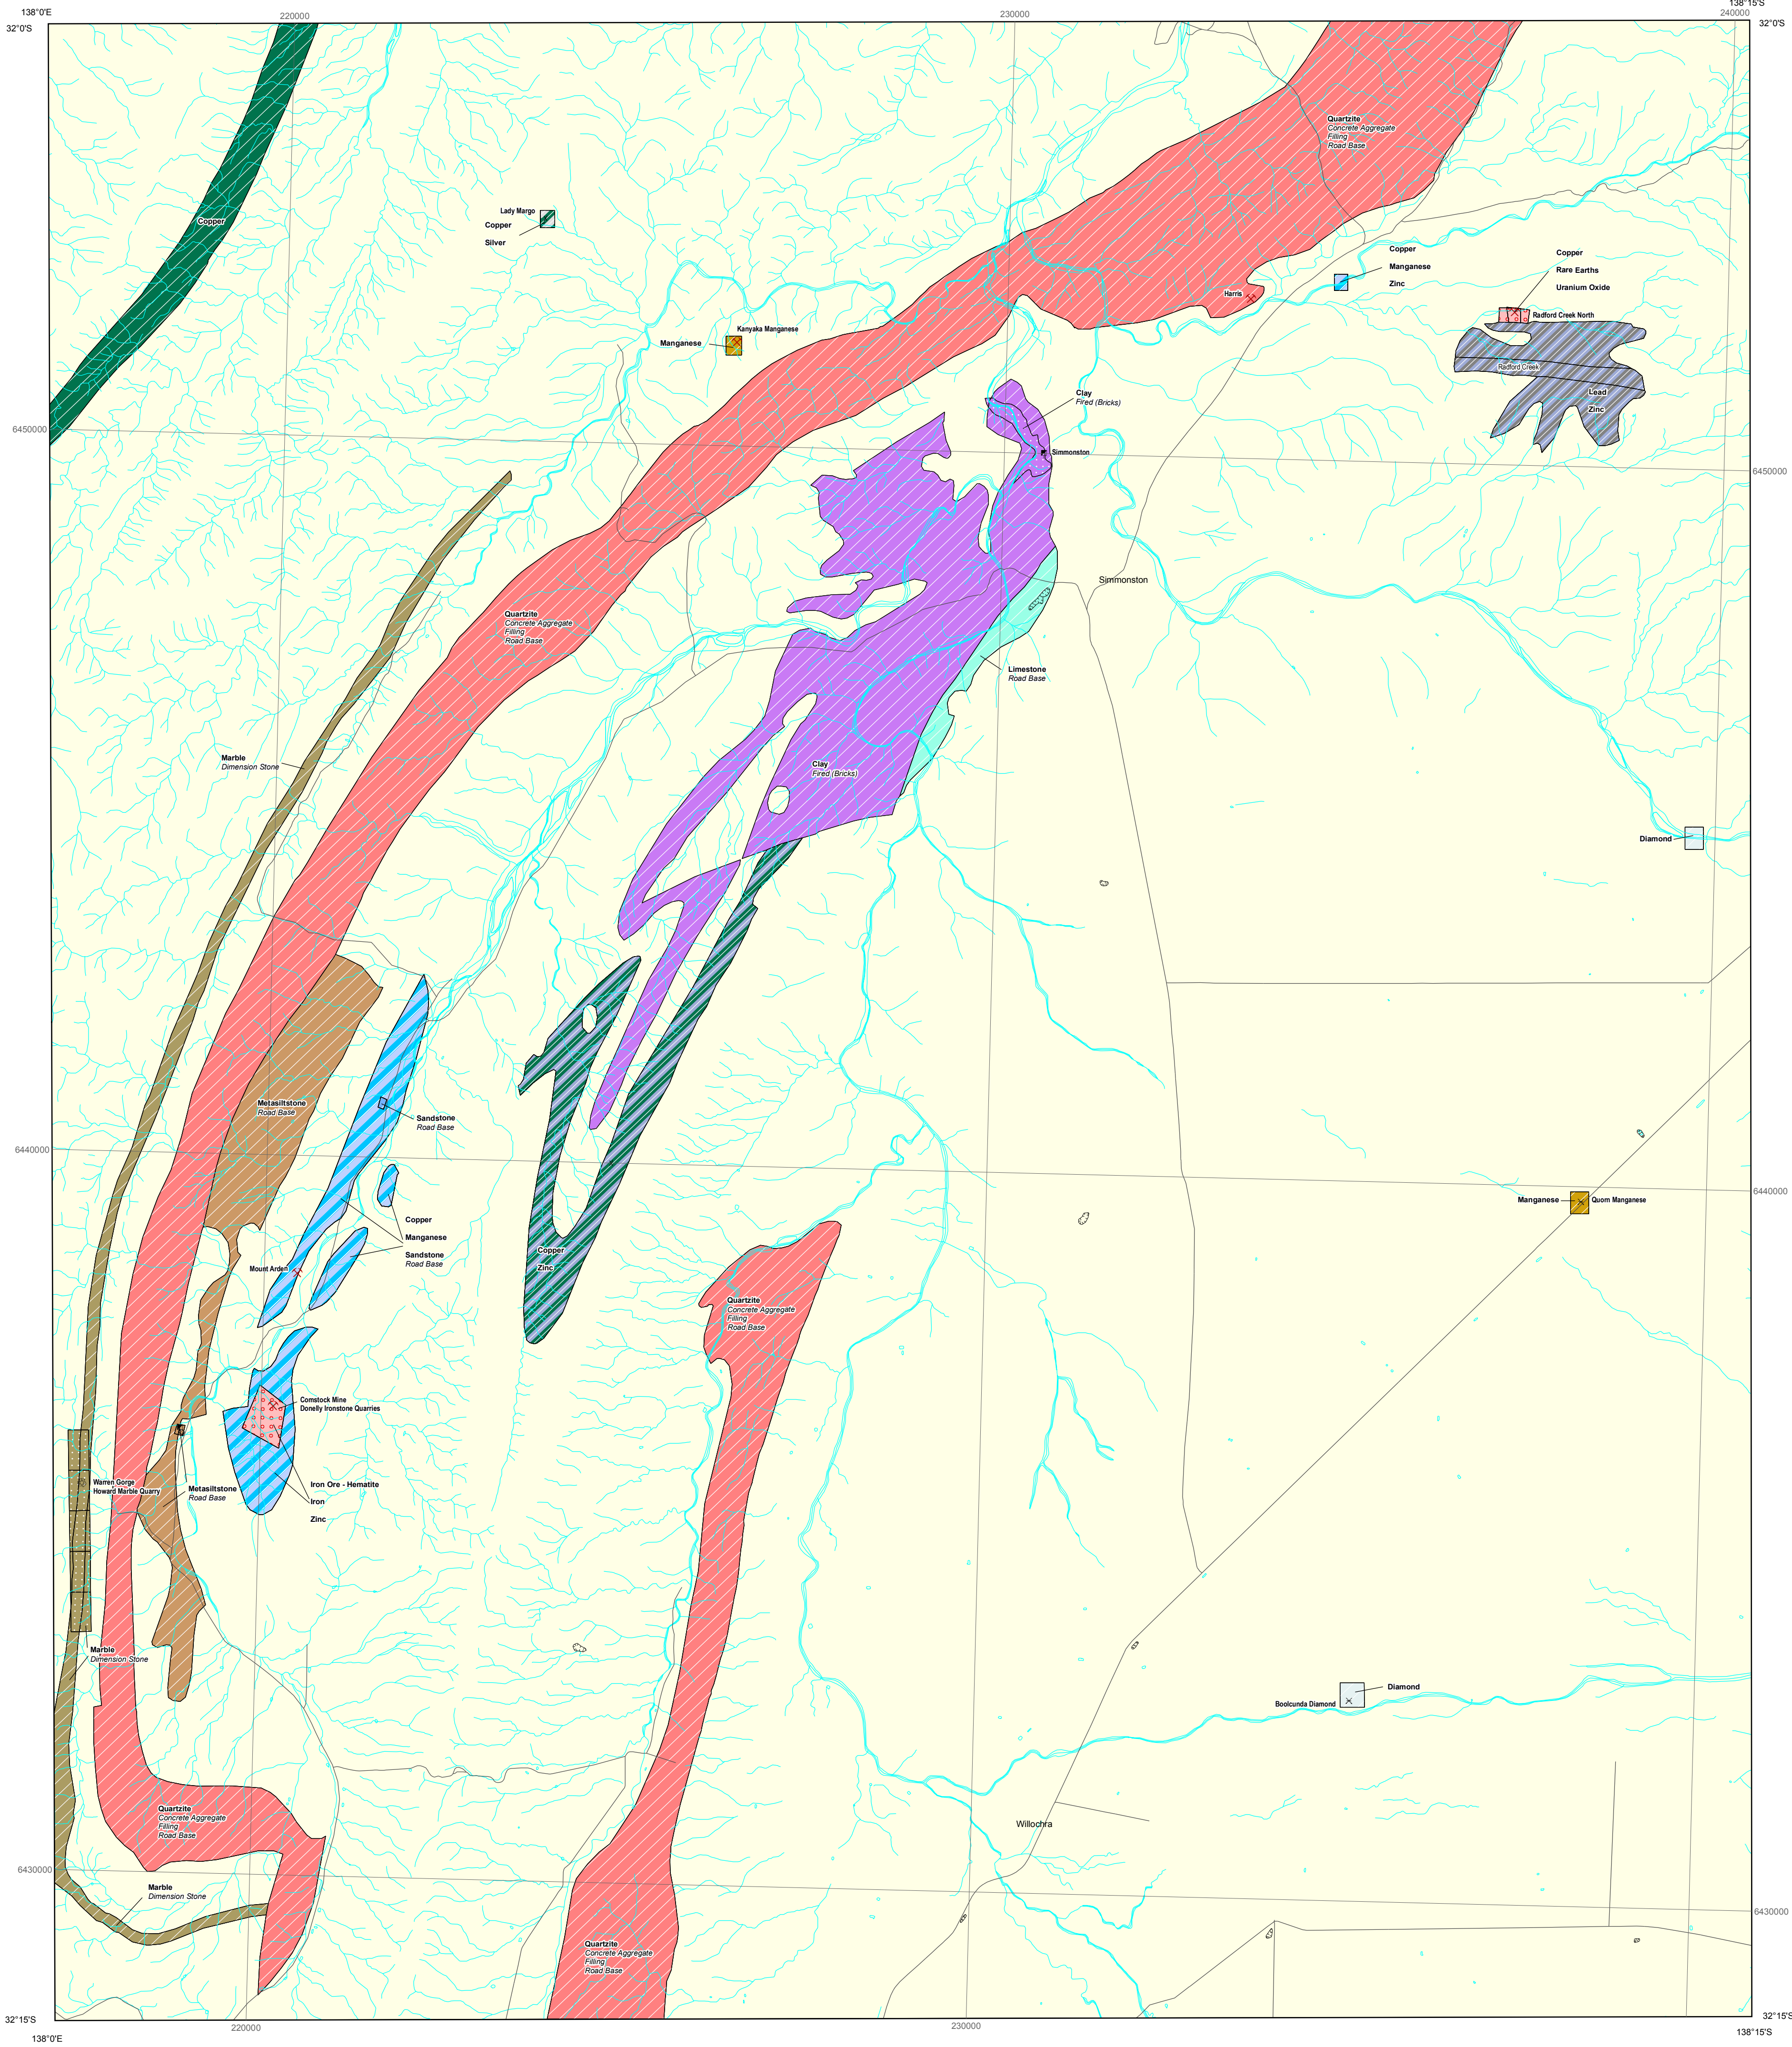 138°0'E
220000
230000
138°15'S
240000
32°0'S
32°0'S
Quartzite
Concrete Aggregate
Filling
Road Base
Copper
Lady Margo
Copper
Silver
Copper
Manganese
Zinc
Copper
Rare Earths
Uranium Oxide
Harris
Radford Creek North
Kanyaka Manganese
Manganese
Radford Creek
Lead
Zinc
Clay
Fired (Bricks)
6450000
Simmonston
6450000
Simmonston
Quartzite
Concrete Aggregate
Filling
Road Base
Limestone
Road Base
Marble
Dimension Stone
Clay
Fired (Bricks)
Diamond
Metasiltstone
Road Base
Sandstone
Road Base
6440000
6440000
Manganese
Quorn Manganese
Copper
Manganese
Sandstone
Road Base
Mount Arden
Copper
Zinc
Quartzite
Concrete Aggregate
Filling
Road Base
Comstock Mine
Donelly Ironstone Quarries
Warren Gorge
Howard Marble Quarry
Metasiltstone
Road Base
Iron Ore - Hematite
Iron
Zinc
Marble
Dimension Stone
Diamond
Boolcunda Diamond
Quartzite
Concrete Aggregate
Filling
Road Base
Willochra
6430000
Marble
Dimension Stone
6430000
Quartzite
Concrete Aggregate
Filling
Road Base
32°15'S
32°15'S
220000
230000
138°0'E
138°15'S